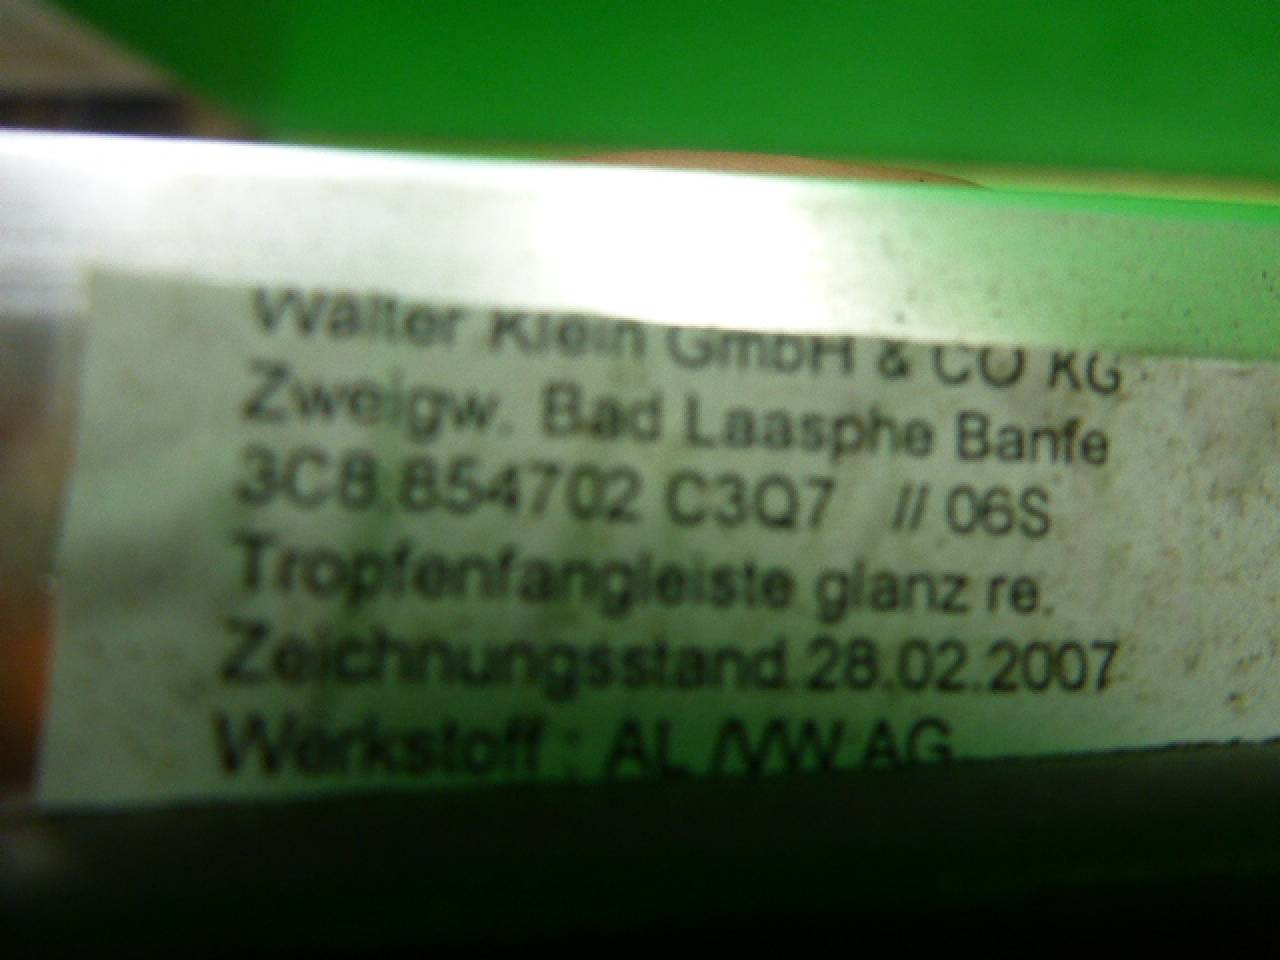 Walter Klein GmbH & CO KG
Zweigw. Bad Laasphe Banfe
3C8 854702 C3Q7 // 06S
Tropfenfangleiste glanz re.
Zeichnungsstand 28.02.2007
Werkstoff : AL /VW AG